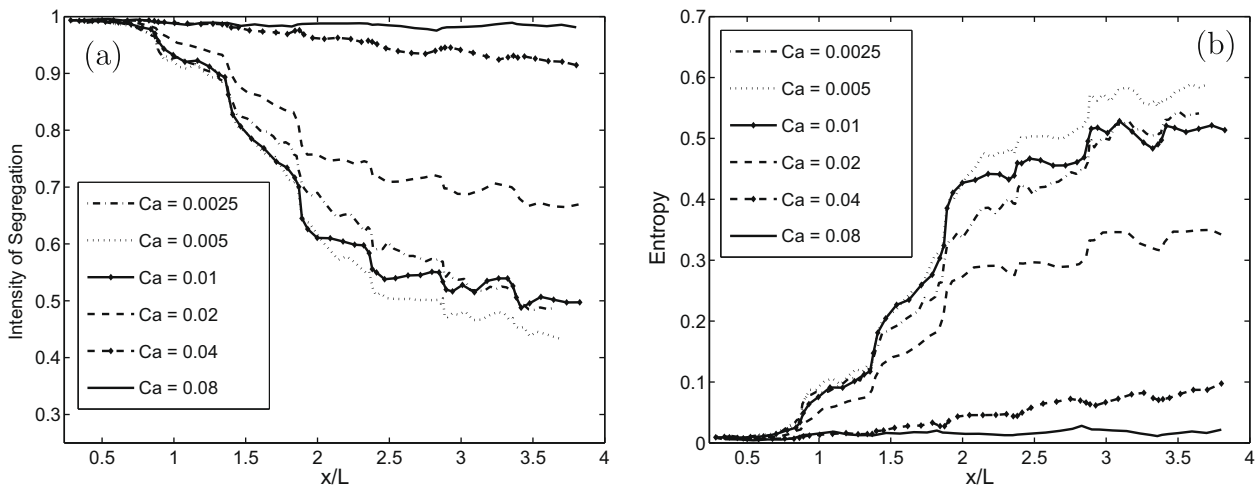 (a)
Intensity of Segregation
1
0.9
0.8
0.7
0.6
0.5
0.4
0.3
Ca = 0.0025
Ca = 0.005
Ca = 0.01
Ca = 0.02
Ca = 0.04
Ca = 0.08
0.5 1 1.5 2 2.5 3 3.5 4
x/L
(b)
Entropy
0.7
0.6
0.5
0.4
0.3
0.2
0.1
0
Ca = 0.0025
Ca = 0.005
Ca = 0.01
Ca = 0.02
Ca = 0.04
Ca = 0.08
0.5 1 1.5 2 2.5 3 3.5 4
x/L